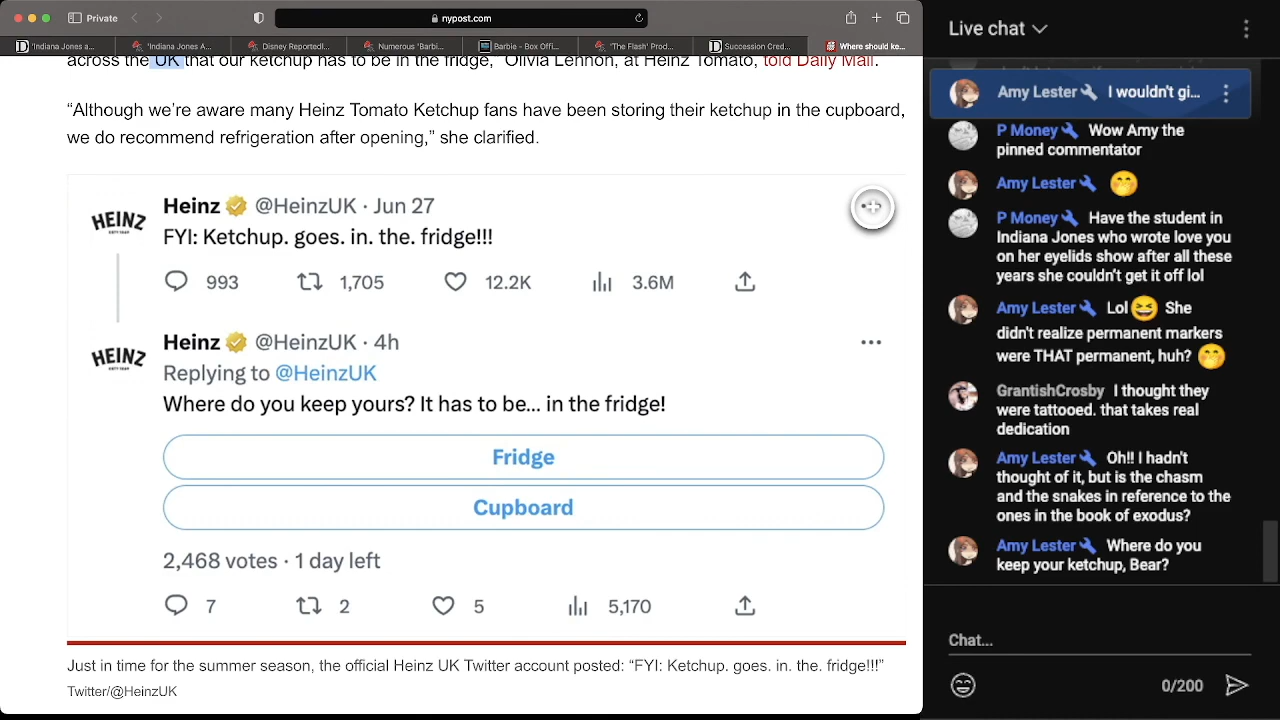 Private
nypost.com
'Indiana Jones a...
'Indiana Jones A...
Disney Reportedl...
Numerous 'Barbi...
Barbie - Box Offi...
'The Flash' Prod...
Succession Cred...
Where should ke...
across the UK that our ketchup has to be in the fridge," Olivia Lennon, at Heinz Tomato, told Daily Mail.
“Although we’re aware many Heinz Tomato Ketchup fans have been storing their ketchup in the cupboard,
we do recommend refrigeration after opening,” she clarified.
HEINZ
Heinz @HeinzUK · Jun 27
FYI: Ketchup. goes. in. the. fridge!!!
993 1,705 12.2K 3.6M
HEINZ
Heinz @HeinzUK · 4h
Replying to @HeinzUK
Where do you keep yours? It has to be... in the fridge!
Fridge
Cupboard
2,468 votes · 1 day left
7 2 5 5,170
Just in time for the summer season, the official Heinz UK Twitter account posted: “FYI: Ketchup. goes. in. the. fridge!!!”
Twitter/@HeinzUK
Live chat
Amy Lester I wouldn't gi...
P Money Wow Amy the
pinned commentator
Amy Lester
P Money Have the student in
Indiana Jones who wrote love you
on her eyelids show after all these
years she couldn't get it off lol
Amy Lester Lol She
didn't realize permanent markers
were THAT permanent, huh?
GrantishCrosby I thought they
were tattooed. that takes real
dedication
Amy Lester Oh!! I hadn't
thought of it, but is the chasm
and the snakes in reference to the
ones in the book of exodus?
Amy Lester Where do you
keep your ketchup, Bear?
Chat...
0/200